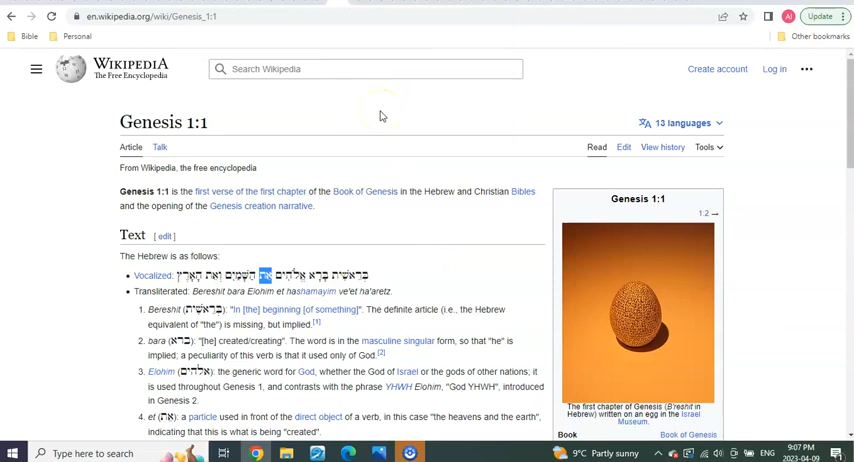 en.wikipedia.org/wiki/Genesis_1:1
AI
Update
Bible
Personal
Other bookmarks
WIKIPEDIA
The Free Encyclopedia
Search Wikipedia
Create account
Log in
Genesis 1:1
13 languages
Article
Talk
Read
Edit
View history
Tools
From Wikipedia, the free encyclopedia
Genesis 1:1 is the first verse of the first chapter of the Book of Genesis in the Hebrew and Christian Bibles
and the opening of the Genesis creation narrative.
Text [ edit ]
The Hebrew is as follows:
• Vocalized: בְּרֵאשִׁית בָּרָא אֱלֹהִים אֵת הַשָּׁמַיִם וְאֵת הָאָרֶץ
• Transliterated: Bereshit bara Elohim et hashamayim ve'et ha'aretz.
1. Bereshit (בְּרֵאשִׁית): "In [the] beginning [of something]". The definite article (i.e., the Hebrew
equivalent of "the") is missing, but implied.[1]
2. bara (ברא): "[he] created/creating". The word is in the masculine singular form, so that "he" is
implied; a peculiarity of this verb is that it used only of God.[2]
3. Elohim (אלהים): the generic word for God, whether the God of Israel or the gods of other nations; it
is used throughout Genesis 1, and contrasts with the phrase YHWH Elohim, "God YHWH", introduced
in Genesis 2.
4. et (אֵת): a particle used in front of the direct object of a verb, in this case "the heavens and the earth",
indicating that this is what is being "created".
Genesis 1:1
1:2 →
The first chapter of Genesis (B'reishit in
Hebrew) written on an egg in the Israel
Museum.
Book
Book of Genesis
Type here to search
9°C Partly sunny
ENG
9:07 PM
2023-04-09